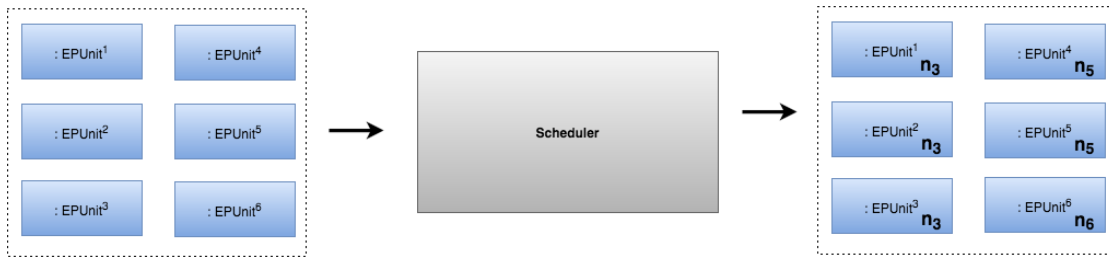 : EPUnit¹
: EPUnit⁴
: EPUnit²
: EPUnit⁵
: EPUnit³
: EPUnit⁶
Scheduler
: EPUnit¹
n₃
: EPUnit⁴
n₅
: EPUnit²
n₃
: EPUnit⁵
n₅
: EPUnit³
n₃
: EPUnit⁶
n₆